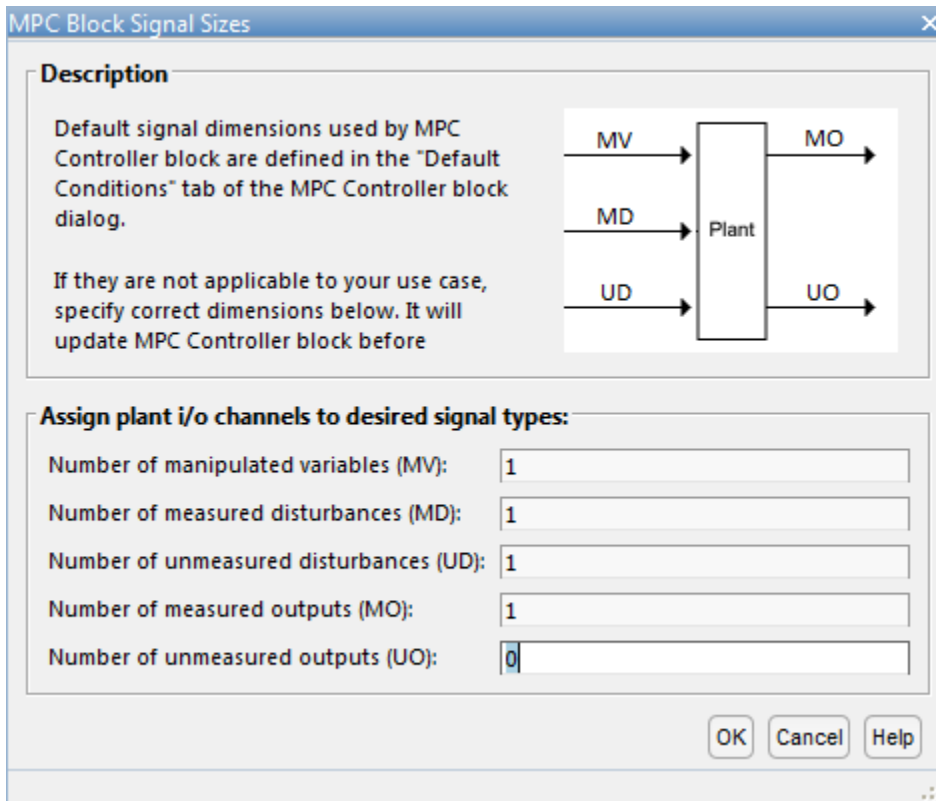 MPC Block Signal Sizes
Description
Default signal dimensions used by MPC
Controller block are defined in the "Default
Conditions" tab of the MPC Controller block
dialog.
If they are not applicable to your use case,
specify correct dimensions below. It will
update MPC Controller block before
MV
MD
UD
Plant
MO
UO
Assign plant i/o channels to desired signal types:
Number of manipulated variables (MV): 1
Number of measured disturbances (MD): 1
Number of unmeasured disturbances (UD): 1
Number of measured outputs (MO): 1
Number of unmeasured outputs (UO): 0
OK Cancel Help